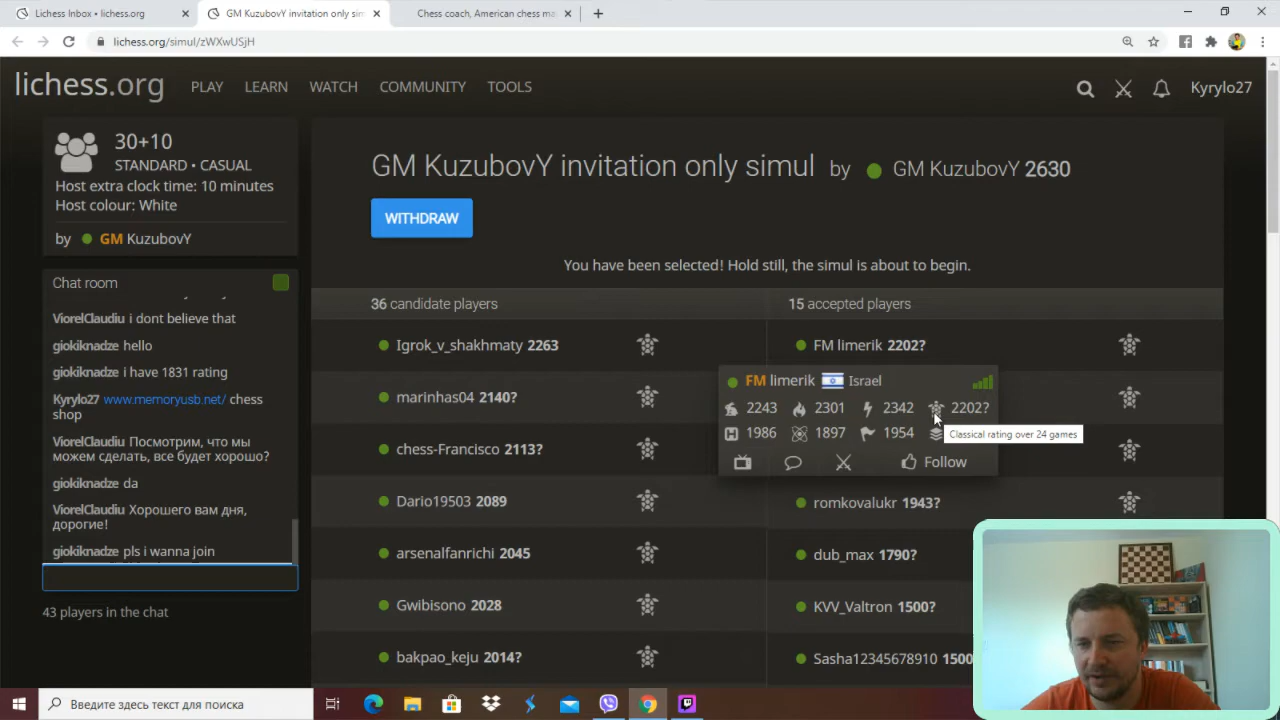 Lichess Inbox • lichess.org
GM KuzubovY invitation only sim
Chess coach, American chess ma
lichess.org/simul/zWXwUSjH
lichess.org
PLAY
LEARN
WATCH
COMMUNITY
TOOLS
Kyrylo27
30+10
STANDARD • CASUAL
Host extra clock time: 10 minutes
Host colour: White
by GM KuzubovY
Chat room
ViorelClaudiu i dont believe that
giokiknadze hello
giokiknadze i have 1831 rating
Kyrylo27 www.memoryusb.net/ chess
shop
ViorelClaudiu Посмотрим, что мы
можем сделать, все будет хорошо?
giokiknadze da
ViorelClaudiu Хорошего вам дня,
дорогие!
giokiknadze pls i wanna join
43 players in the chat
GM KuzubovY invitation only simul by GM KuzubovY 2630
WITHDRAW
You have been selected! Hold still, the simul is about to begin.
36 candidate players
15 accepted players
Igrok_v_shakhmaty 2263
FM limerik 2202?
marinhas04 2140?
chess-Francisco 2113?
Dario19503 2089
romkovalukr 1943?
arsenalfanrichi 2045
dub_max 1790?
Gwibisono 2028
KVV_Valtron 1500?
bakpao_keju 2014?
Sasha12345678910 1500
FM limerik Israel
2243 2301 2342 2202?
1986 1897 1954
Classical rating over 24 games
Follow
Введите здесь текст для поиска